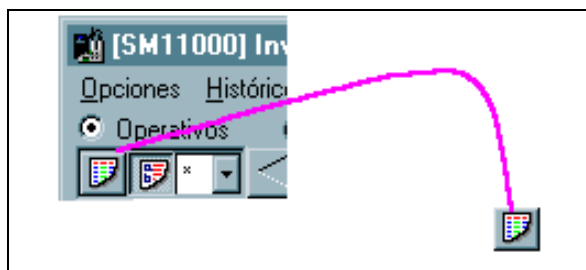 [SM11000] Inv
Opciones Históric
Operativos
*